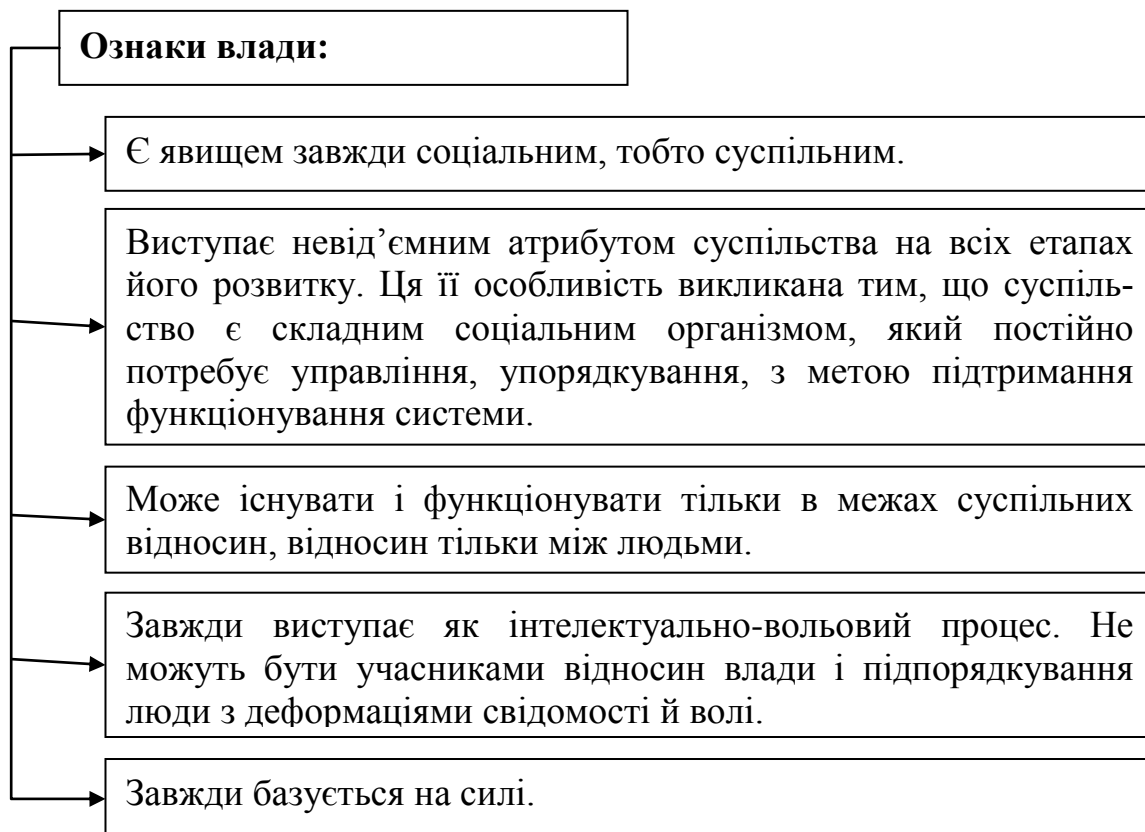 Ознаки влади:
Є явищем завжди соціальним, тобто суспільним.
Виступає невід’ємним атрибутом суспільства на всіх етапах
його розвитку. Ця її особливість викликана тим, що суспіль-
ство є складним соціальним організмом, який постійно
потребує управління, упорядкування, з метою підтримання
функціонування системи.
Може існувати і функціонувати тільки в межах суспільних
відносин, відносин тільки між людьми.
Завжди виступає як інтелектуально-вольовий процес. Не
можуть бути учасниками відносин влади і підпорядкування
люди з деформаціями свідомості й волі.
Завжди базується на силі.